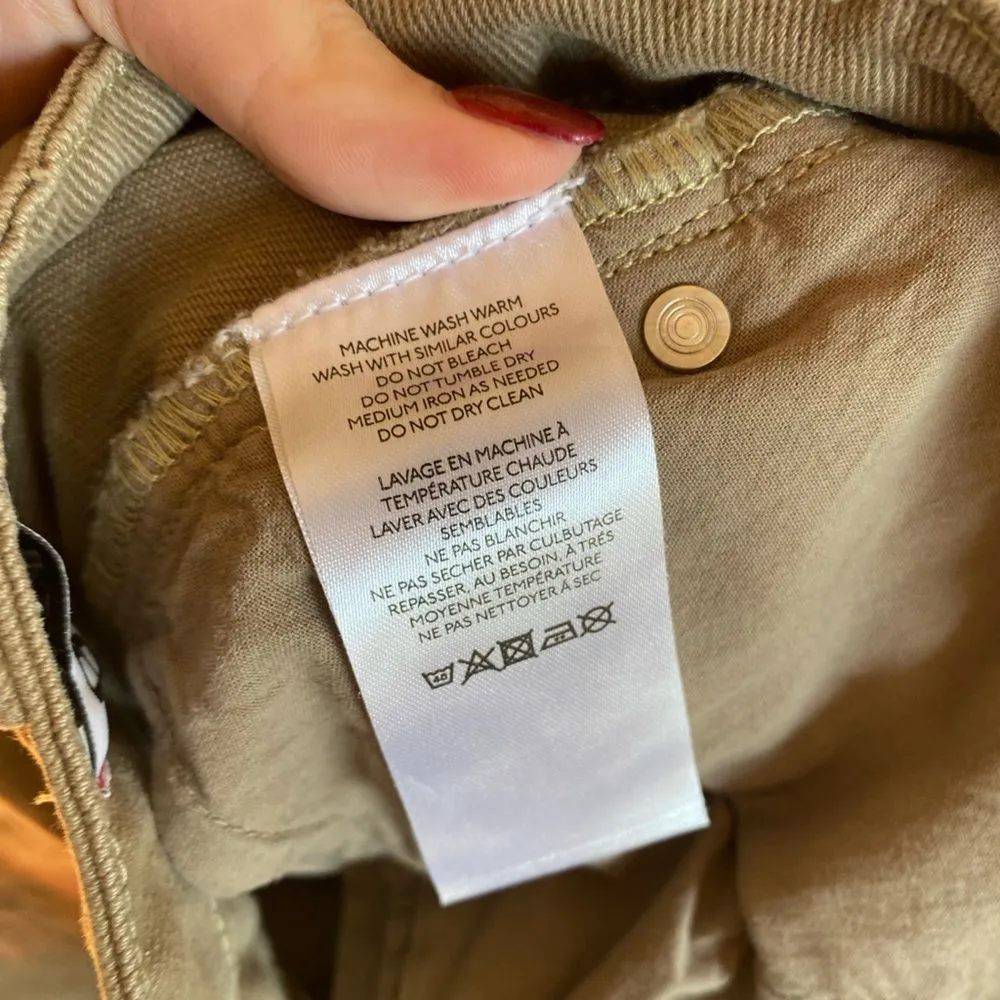 MACHINE WASH WARM
WASH WITH SIMILAR COLOURS
DO NOT BLEACH
DO NOT TUMBLE DRY
MEDIUM IRON AS NEEDED
DO NOT DRY CLEAN
LAVAGE EN MACHINE À
TEMPÉRATURE CHAUDE
LAVER AVEC DES COULEURS
SEMBLABLES
NE PAS BLANCHIR
NE PAS SECHER PAR CULBUTAGE
REPASSER, AU BESOIN, À TRÉS
MOYENNE TEMPÉRATURE
NE PAS NETTOYER À SEC
40